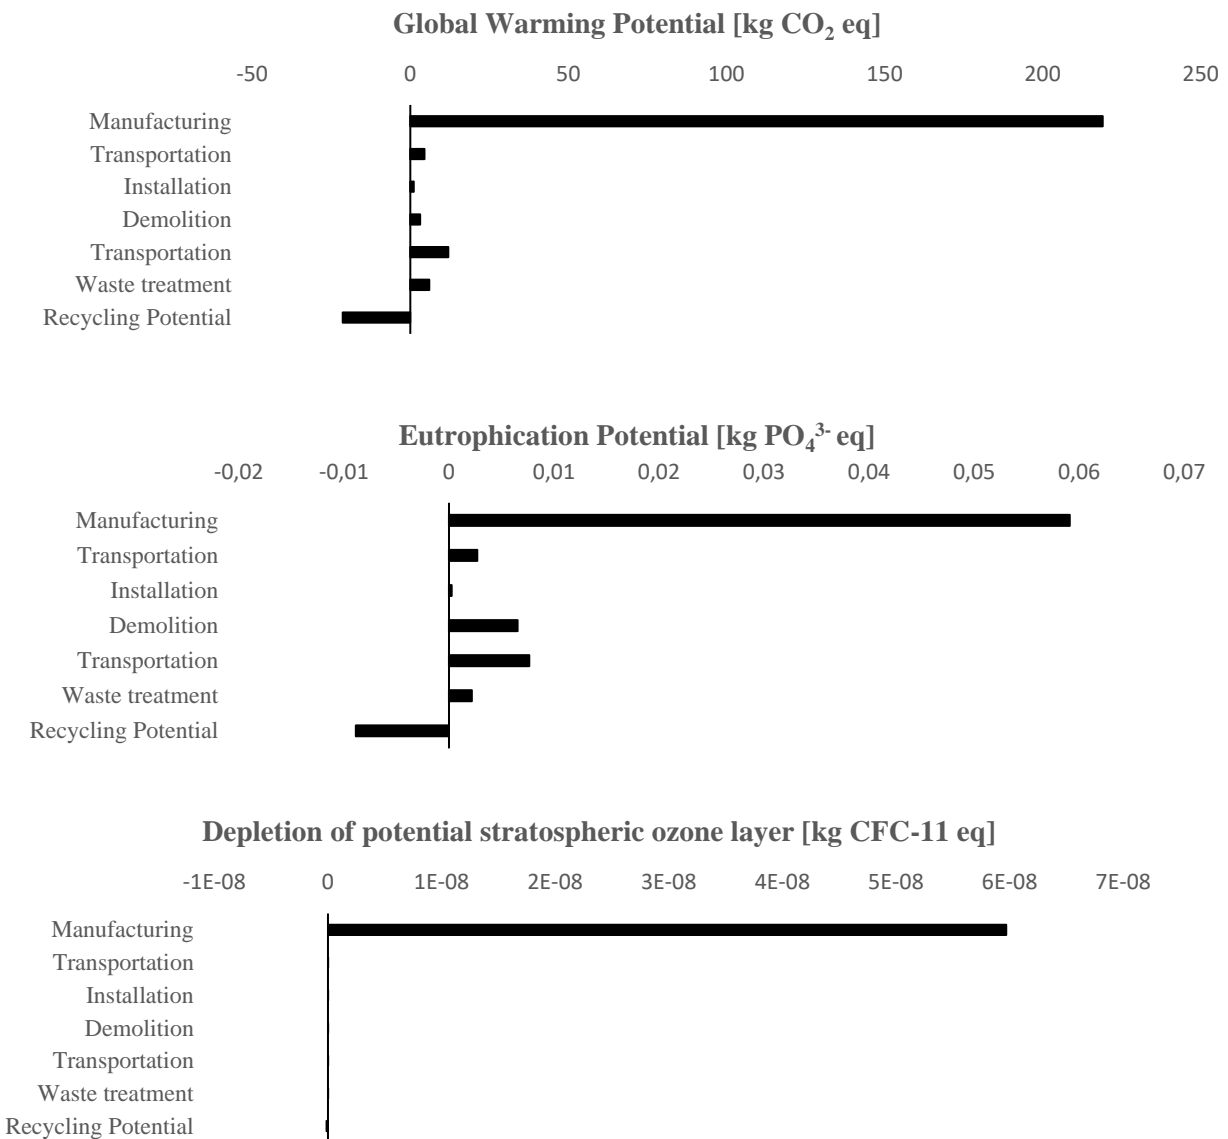 Global Warming Potential [kg CO₂ eq]
-50 0 50 100 150 200 250
Manufacturing
Transportation
Installation
Demolition
Transportation
Waste treatment
Recycling Potential
Eutrophication Potential [kg PO₄³⁻ eq]
-0,02 -0,01 0 0,01 0,02 0,03 0,04 0,05 0,06 0,07
Manufacturing
Transportation
Installation
Demolition
Transportation
Waste treatment
Recycling Potential
Depletion of potential stratospheric ozone layer [kg CFC-11 eq]
-1E-08 0 1E-08 2E-08 3E-08 4E-08 5E-08 6E-08 7E-08
Manufacturing
Transportation
Installation
Demolition
Transportation
Waste treatment
Recycling Potential